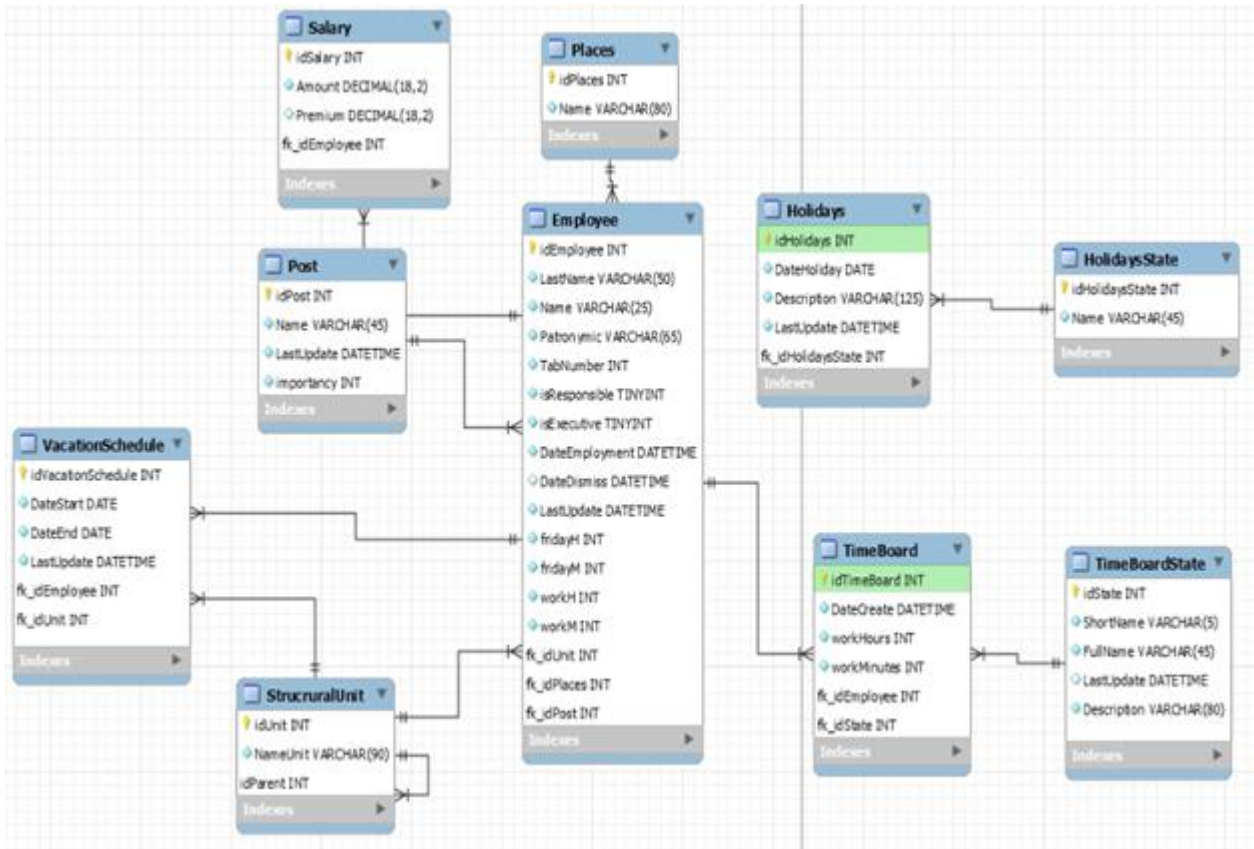 Salary
idSalary INT
Amount DECIMAL(18,2)
Premium DECIMAL(18,2)
fk_idEmployee INT
Indexes
Places
idPlaces INT
Name VARCHAR(80)
Indexes
Post
idPost INT
Name VARCHAR(45)
LastUpdate DATETIME
importancy INT
Indexes
Employee
idEmployee INT
LastName VARCHAR(50)
Name VARCHAR(25)
Patronymic VARCHAR(65)
TabNumber INT
isResponsible TINYINT
isExecutive TINYINT
DateEmployment DATETIME
DateDismiss DATETIME
LastUpdate DATETIME
fridayH INT
fridayM INT
workH INT
workM INT
fk_idUnit INT
fk_idPlaces INT
fk_idPost INT
Indexes
Holidays
idHolidays INT
DateHoliday DATE
Description VARCHAR(125)
LastUpdate DATETIME
fk_idHolidaysState INT
Indexes
HolidaysState
idHolidaysState INT
Name VARCHAR(45)
Indexes
VacationSchedule
idVacationSchedule INT
DateStart DATE
DateEnd DATE
LastUpdate DATETIME
fk_idEmployee INT
fk_idUnit INT
Indexes
StrucruralUnit
idUnit INT
NameUnit VARCHAR(90)
idParent INT
Indexes
TimeBoard
idTimeBoard INT
DateCreate DATETIME
workHours INT
workMinutes INT
fk_idEmployee INT
fk_idState INT
Indexes
TimeBoardState
idState INT
ShortName VARCHAR(5)
FullName VARCHAR(45)
LastUpdate DATETIME
Description VARCHAR(80)
Indexes